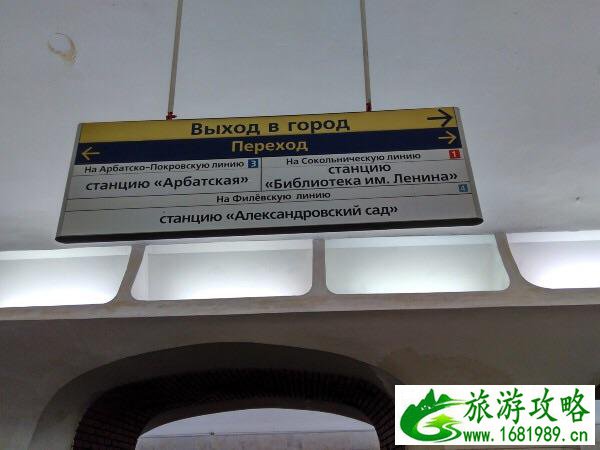 Выход в город
Переход
На Арбатско-Покровскую линию 3
станцию «Арбатская»
На Сокольническую линию 1
станцию
«Библиотека им. Ленина»
На Филёвскую линию 4
станцию «Александровский сад»
旅游攻略
www.1681989.cn